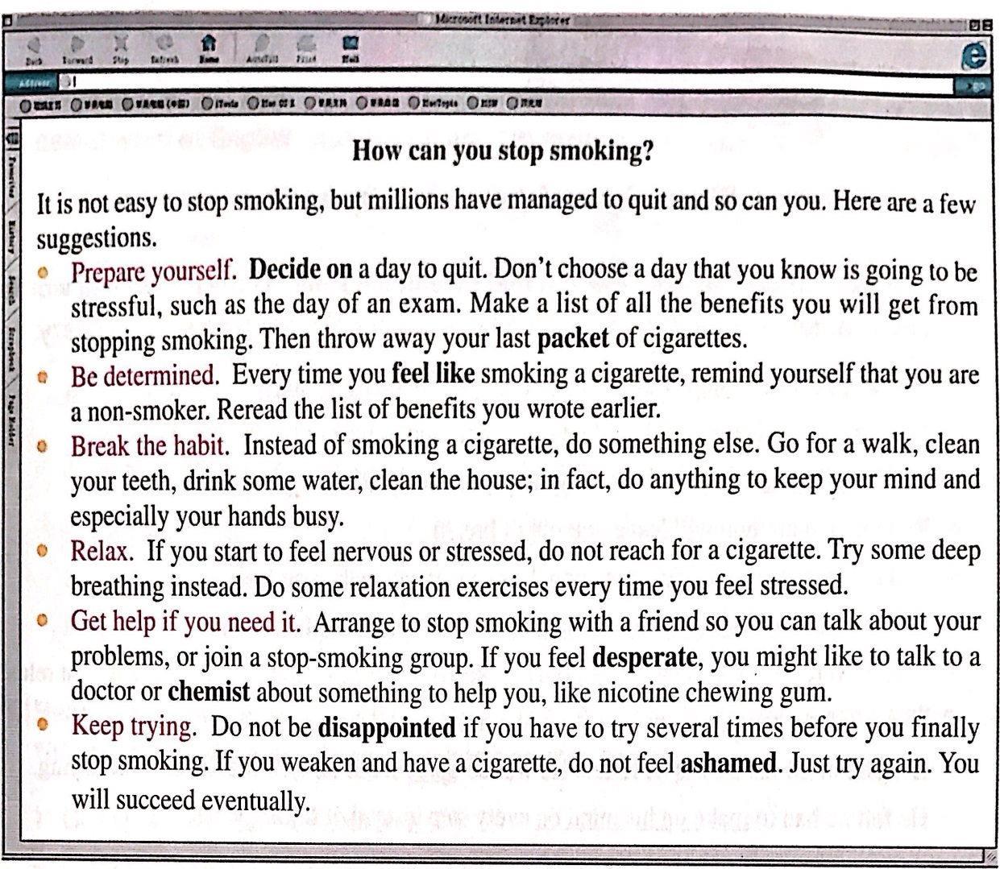 Microsoft Internet Explorer
Back Forward Stop Refresh Home AutoFill Print Mail
Address
How can you stop smoking?
It is not easy to stop smoking, but millions have managed to quit and so can you. Here are a few
suggestions.
Prepare yourself. Decide on a day to quit. Don't choose a day that you know is going to be
stressful, such as the day of an exam. Make a list of all the benefits you will get from
stopping smoking. Then throw away your last packet of cigarettes.
Be determined. Every time you feel like smoking a cigarette, remind yourself that you are
a non-smoker. Reread the list of benefits you wrote earlier.
Break the habit. Instead of smoking a cigarette, do something else. Go for a walk, clean
your teeth, drink some water, clean the house; in fact, do anything to keep your mind and
especially your hands busy.
Relax. If you start to feel nervous or stressed, do not reach for a cigarette. Try some deep
breathing instead. Do some relaxation exercises every time you feel stressed.
Get help if you need it. Arrange to stop smoking with a friend so you can talk about your
problems, or join a stop-smoking group. If you feel desperate, you might like to talk to a
doctor or chemist about something to help you, like nicotine chewing gum.
Keep trying. Do not be disappointed if you have to try several times before you finally
stop smoking. If you weaken and have a cigarette, do not feel ashamed. Just try again. You
will succeed eventually.
Favorites
History
Search
Scrapbook
Page Holder